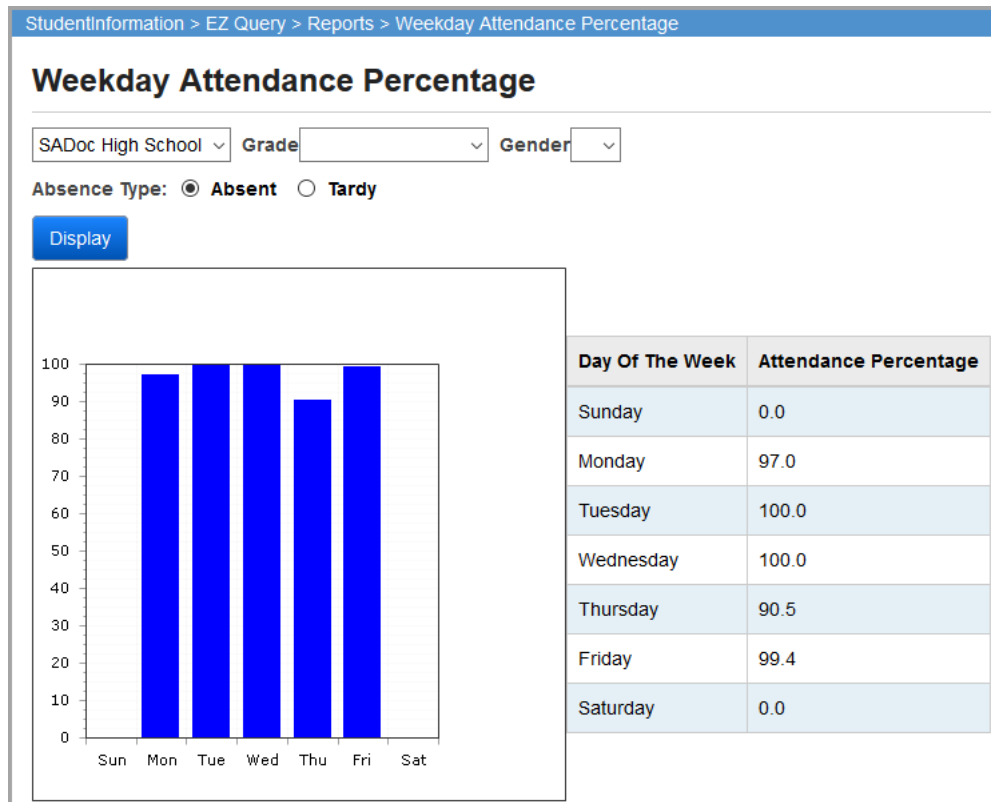 StudentInformation > EZ Query > Reports > Weekday Attendance Percentage
Weekday Attendance Percentage
SADoc High School Grade Gender
Absence Type: Absent Tardy
Display
100
90
80
70
60
50
40
30
20
10
0
Sun Mon Tue Wed Thu Fri Sat
Day Of The Week Attendance Percentage
Sunday 0.0
Monday 97.0
Tuesday 100.0
Wednesday 100.0
Thursday 90.5
Friday 99.4
Saturday 0.0